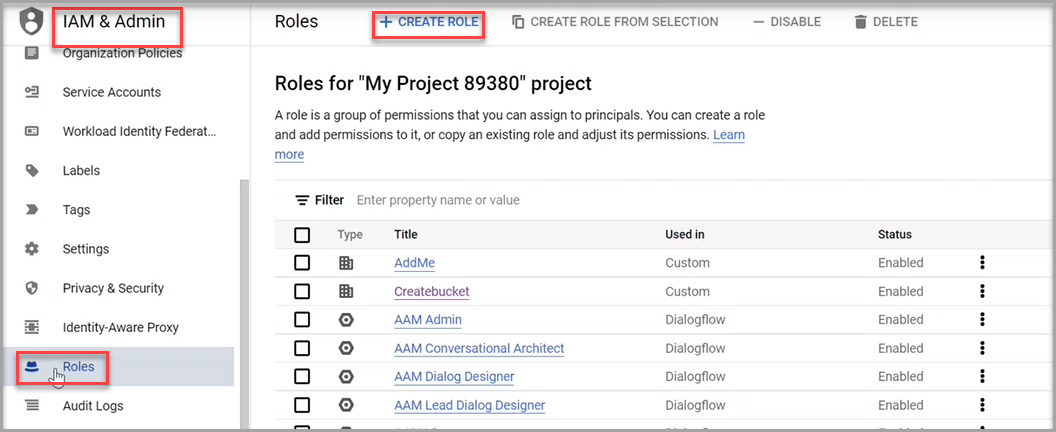 IAM & Admin
Organization Policies
Service Accounts
Workload Identity Federat...
Labels
Tags
Settings
Privacy & Security
Identity-Aware Proxy
Roles
Audit Logs
Roles
CREATE ROLE
CREATE ROLE FROM SELECTION
DISABLE
DELETE
Roles for "My Project 89380" project
A role is a group of permissions that you can assign to principals. You can create a role
and add permissions to it, or copy an existing role and adjust its permissions. Learn
more
Filter Enter property name or value
Type Title Used in Status
AddMe Custom Enabled
Createbucket Custom Enabled
AAM Admin Dialogflow Enabled
AAM Conversational Architect Dialogflow Enabled
AAM Dialog Designer Dialogflow Enabled
AAM Lead Dialog Designer Dialogflow Enabled